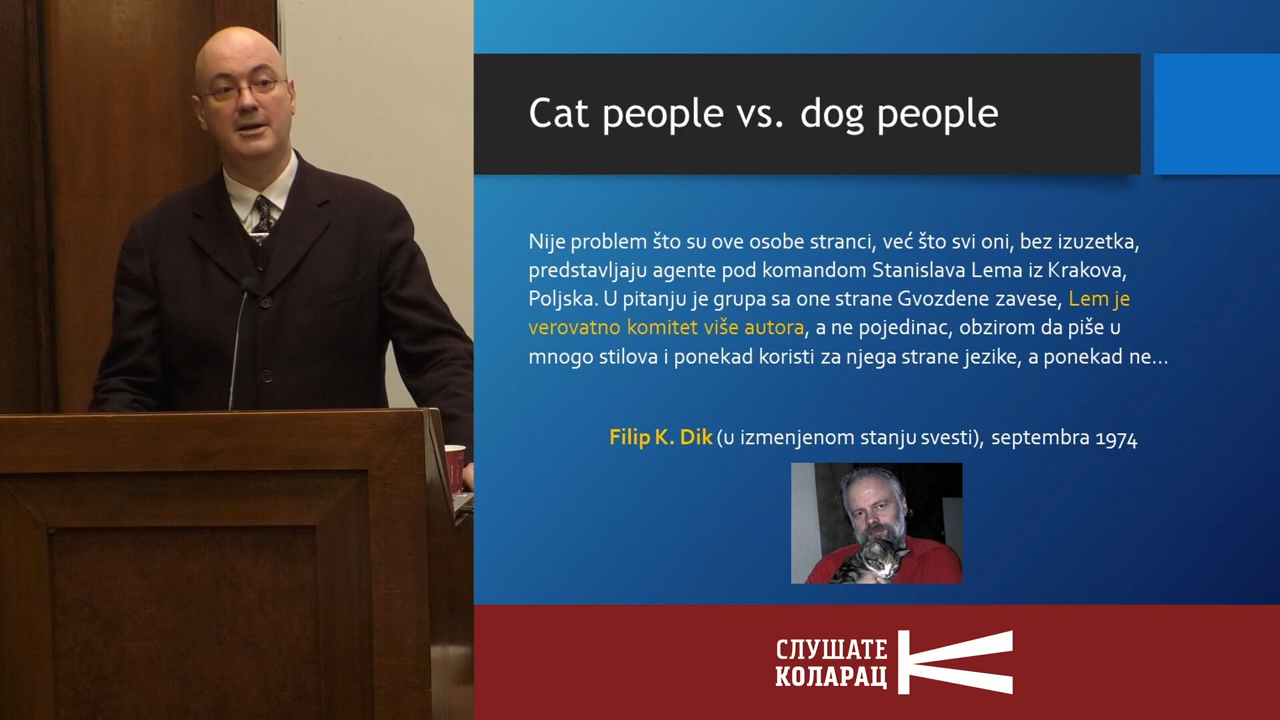 Cat people vs. dog people
Nije problem što su ove osobe stranci, već što svi oni, bez izuzetka,
predstavljaju agente pod komandom Stanislava Lema iz Krakova,
Poljska. U pitanju je grupa sa one strane Gvozdene zavese, Lem je
verovatno komitet više autora, a ne pojedinac, obzirom da piše u
mnogo stilova i ponekad koristi za njega strane jezike, a ponekad ne...
Filip K. Dik (u izmenjenom stanju svesti), septembra 1974
СЛУШАТЕ
КОЛАРАЦ